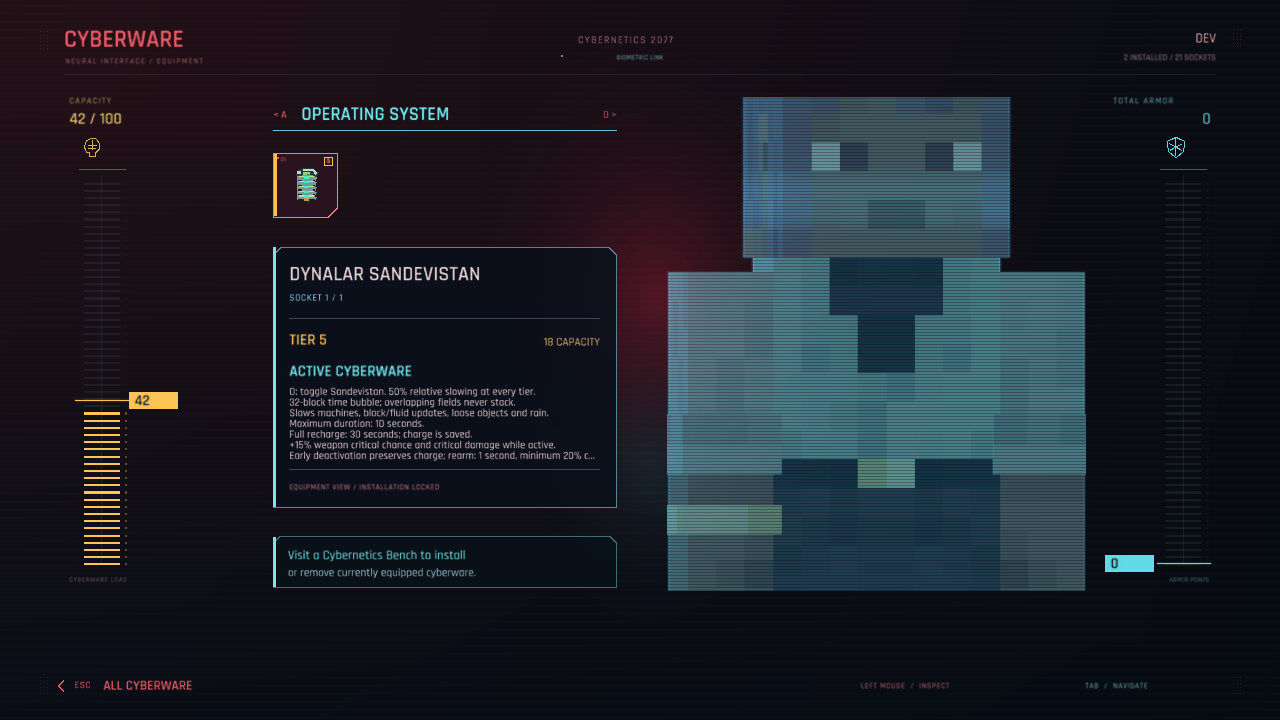 CYBERWARE
NEURAL INTERFACE / EQUIPMENT
CYBERNETICS 2077
BIOMETRIC LINK
DEV
2 INSTALLED / 21 SOCKETS
CAPACITY
42 / 100
< A OPERATING SYSTEM D >
TOTAL ARMOR
0
01 5
DYNALAR SANDEVISTAN
SOCKET 1 / 1
TIER 5 18 CAPACITY
ACTIVE CYBERWARE
0: toggle Sandevistan. 50% relative slowing at every tier.
32-block time bubble; overlapping fields never stack.
Slows machines, block/fluid updates, loose objects and rain.
Maximum duration: 10 seconds.
Full recharge: 30 seconds; charge is saved.
+15% weapon critical chance and critical damage while active.
Early deactivation preserves charge; rearm: 1 second. minimum 20% c...
EQUIPMENT VIEW / INSTALLATION LOCKED
42
Visit a Cybernetics Bench to install
or remove currently equipped cyberware.
0
CYBERWARE LOAD
ARMOR POINTS
ESC ALL CYBERWARE
LEFT MOUSE / INSPECT
TAB / NAVIGATE